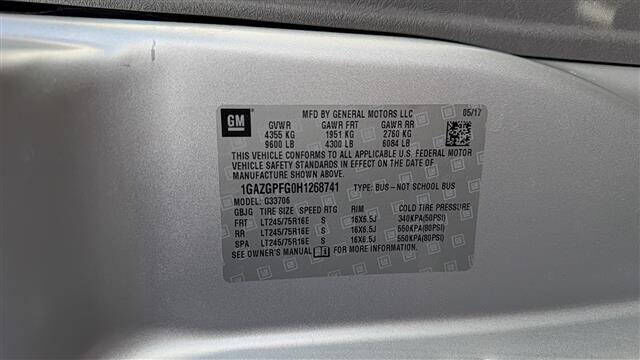 GM
MFD BY GENERAL MOTORS LLC 05/17
GVWR GAWR FRT GAWR RR
4355 KG 1951 KG 2760 KG
9600 LB 4300 LB 6084 LB
THIS VEHICLE CONFORMS TO ALL APPLICABLE U.S. FEDERAL MOTOR
VEHICLE SAFETY STANDARDS IN EFFECT ON THE DATE OF
MANUFACTURE SHOWN ABOVE.
1GAZGPFG0H1268741 TYPE: BUS-NOT SCHOOL BUS
G33706
GBJG TIRE SIZE SPEED RTG RIM COLD TIRE PRESSURE
FRT LT245/75R16E S 16X6.5J 340KPA(50PSI)
RR LT245/75R16E S 16X6.5J 550KPA(80PSI)
SPA LT245/75R16E S 16X6.5J 550KPA(80PSI)
SEE OWNER'S MANUAL FOR MORE INFORMATION.